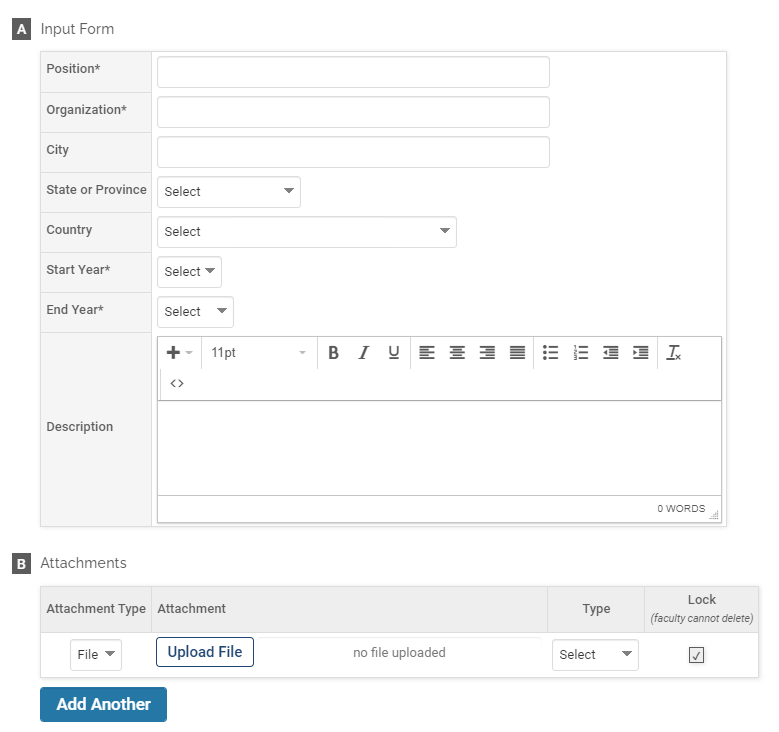 A Input Form
Position*
Organization*
City
State or Province Select
Country Select
Start Year* Select
End Year* Select
11pt B I U
Description
0 WORDS
B Attachments
Attachment Type Attachment Type Lock
(faculty cannot delete)
File Upload File no file uploaded Select
Add Another